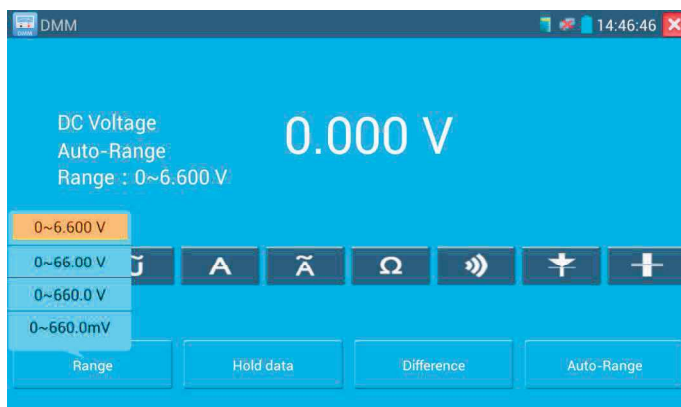 DMM
14:46:46
DC Voltage
0.000 V
Auto-Range
Range : 0~6.600 V
0~6.600 V
0~66.00 V
0~660.0 V
0~660.0mV
A
Ã
Ω
Range
Hold data
Difference
Auto-Range